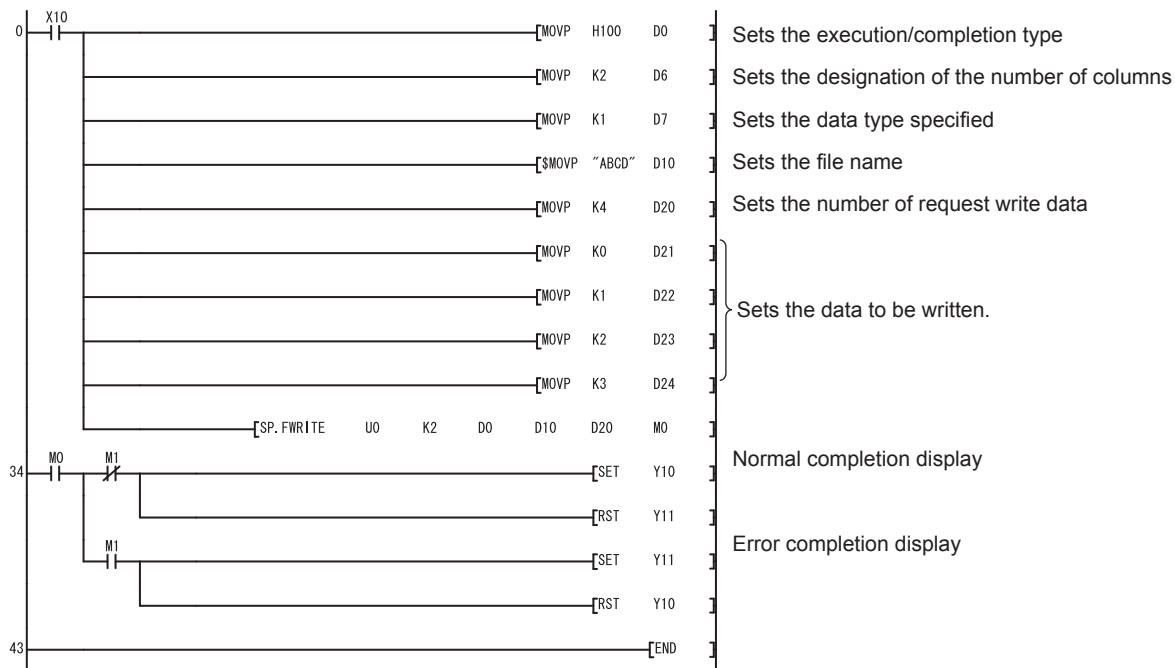 X10
0 [MOVP H100 D0 ] Sets the execution/completion type
[MOVP K2 D6 ] Sets the designation of the number of columns
[MOVP K1 D7 ] Sets the data type specified
[$MOVP "ABCD" D10 ] Sets the file name
[MOVP K4 D20 ] Sets the number of request write data
[MOVP K0 D21 ]
[MOVP K1 D22 ]
Sets the data to be written.
[MOVP K2 D23 ]
[MOVP K3 D24 ]
[SP.FWRITE U0 K2 D0 D10 D20 M0 ]
M0 M1
34 [SET Y10 ] Normal completion display
[RST Y11 ]
M1
[SET Y11 ] Error completion display
[RST Y10 ]
43 [END ]